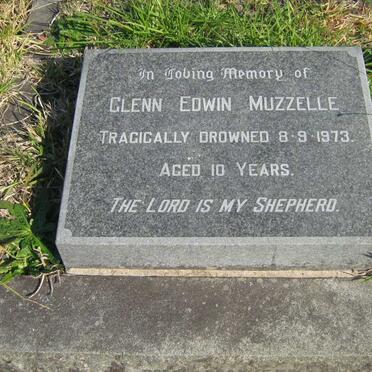 In Loving Memory of
GLENN EDWIN MUZZELLE
TRAGICALLY DROWNED 8-9-1973.
AGED 10 YEARS.
THE LORD IS MY SHEPHERD.